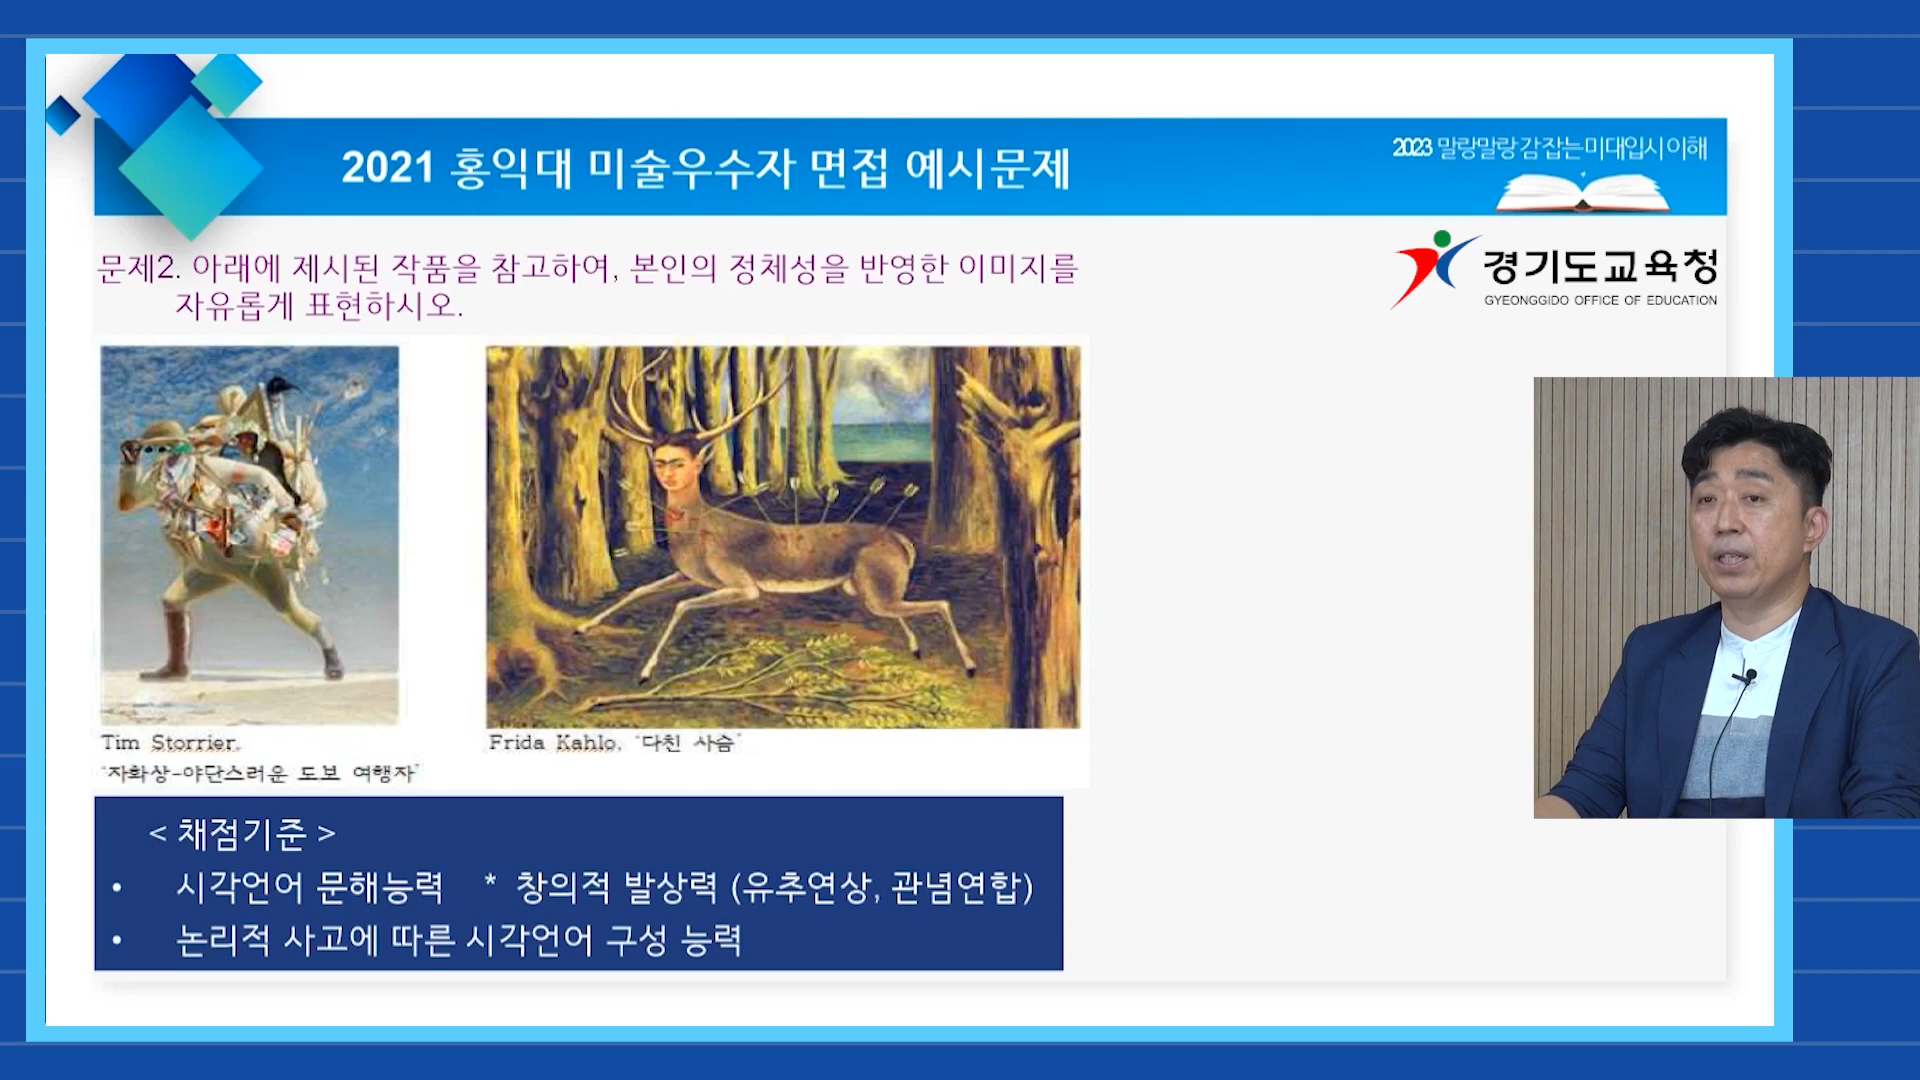 2021 홍익대 미술우수자 면접 예시문제
2023 말랑말랑 감 잡는 미대입시 이해
경기도교육청
GYEONGGIDO OFFICE OF EDUCATION
문제2. 아래에 제시된 작품을 참고하여, 본인의 정체성을 반영한 이미지를
자유롭게 표현하시오.
Tim Storrier,
"자화상-야단스러운 도보 여행자"
Frida Kahlo, "다친 사슴"
< 채점기준 >
• 시각언어 문해능력 * 창의적 발상력 (유추연상, 관념연합)
• 논리적 사고에 따른 시각언어 구성 능력